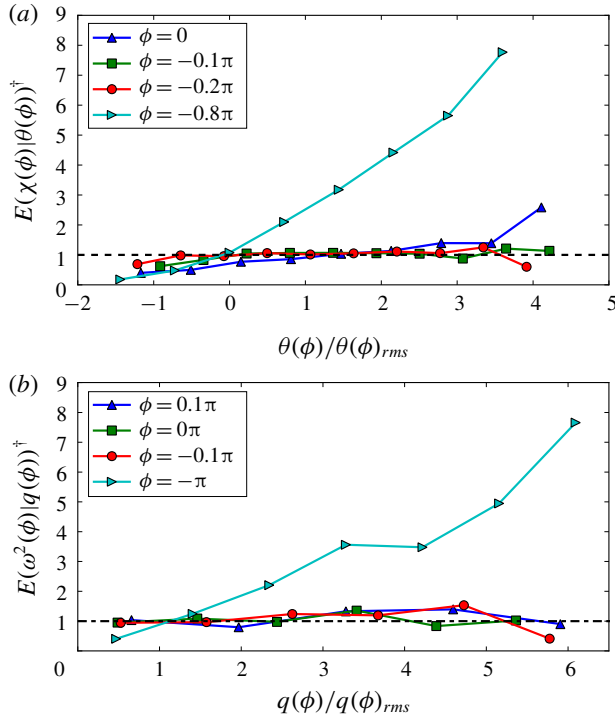 (a)
9
8
7
6
5
4
3
2
1
0
E(χ(ϕ)|θ(ϕ))†
ϕ = 0
ϕ = −0.1π
ϕ = −0.2π
ϕ = −0.8π
−2 −1 0 1 2 3 4 5
θ(ϕ)/θ(ϕ)rms
(b)
9
8
7
6
5
4
3
2
1
E(ω²(ϕ)|q(ϕ))†
ϕ = 0.1π
ϕ = 0π
ϕ = −0.1π
ϕ = −π
0 1 2 3 4 5 6
q(ϕ)/q(ϕ)rms